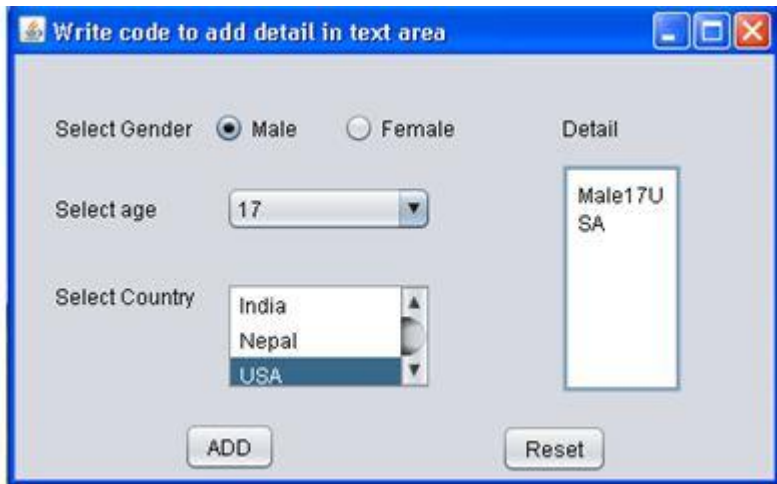 Write code to add detail in text area
Select Gender Male Female Detail
Select age 17
Male17U
SA
Select Country
India
Nepal
USA
ADD Reset